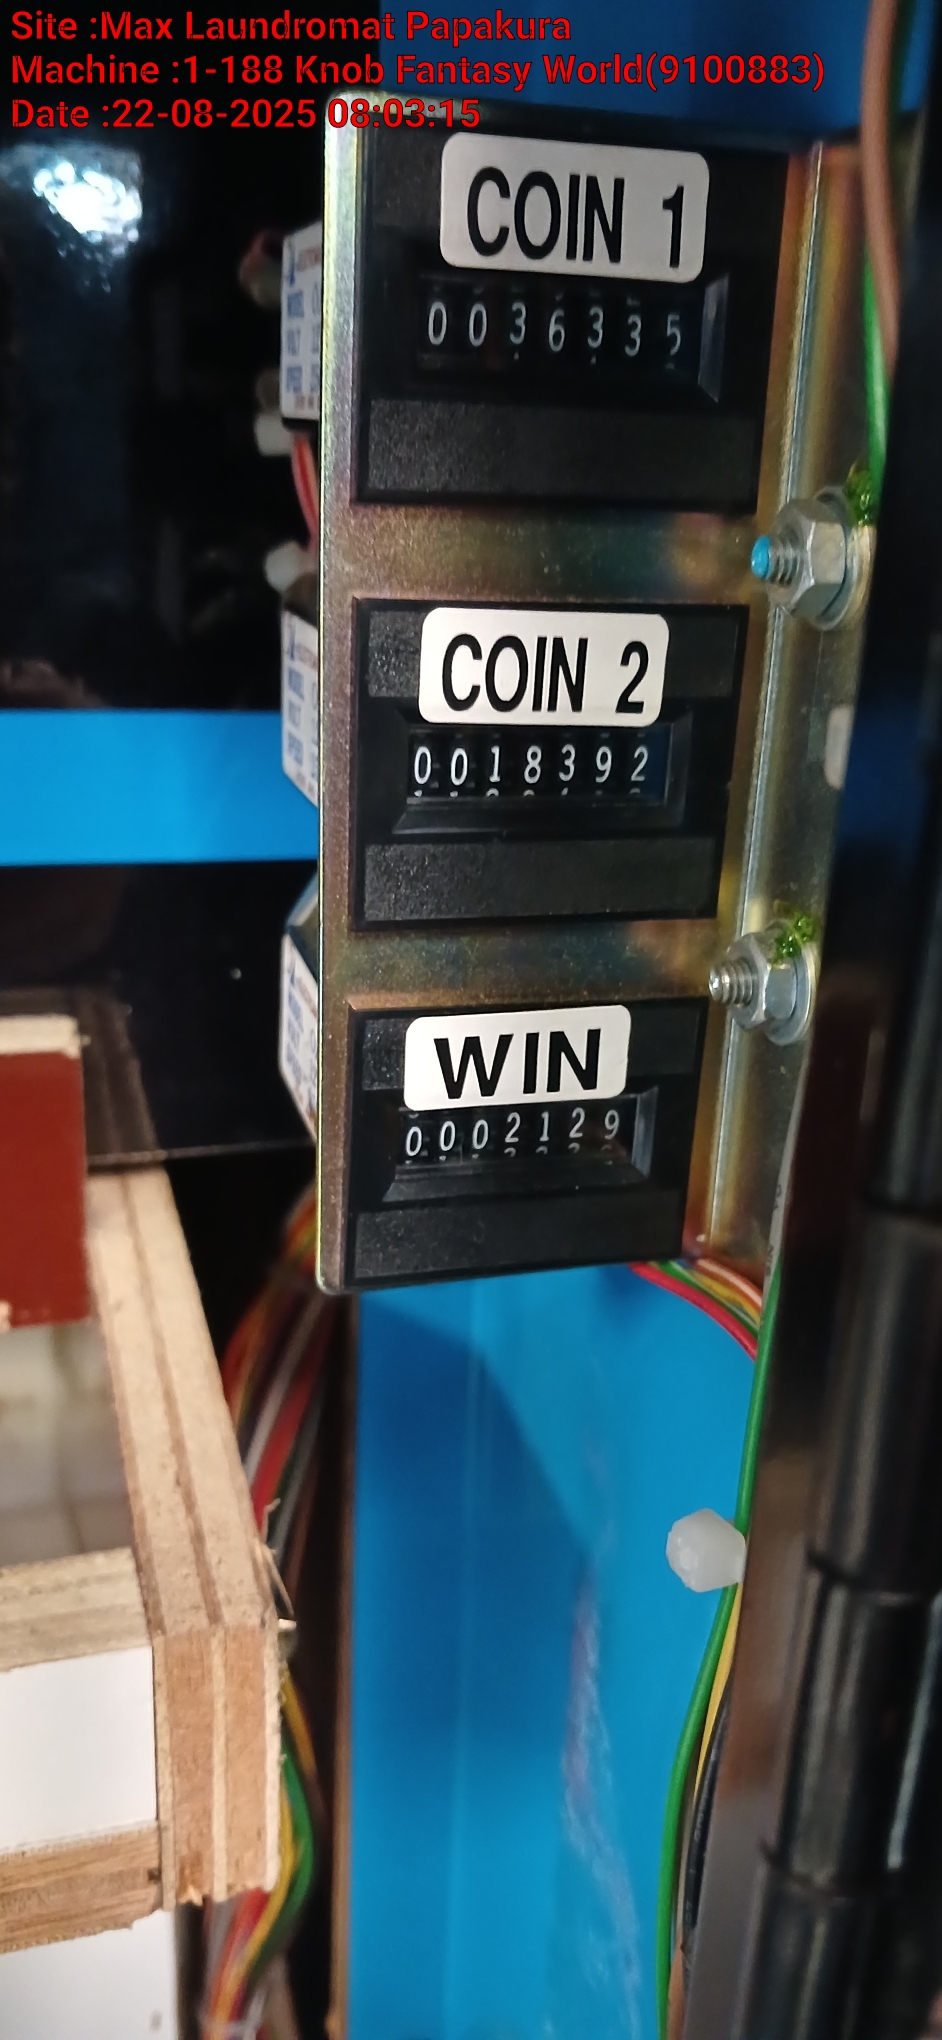 Site :Max Laundromat Papakura
Machine :1-188 Knob Fantasy World(9100883)
Date :22-08-2025 08:03:15
COIN 1
0036335
COIN 2
0018392
WIN
0002129